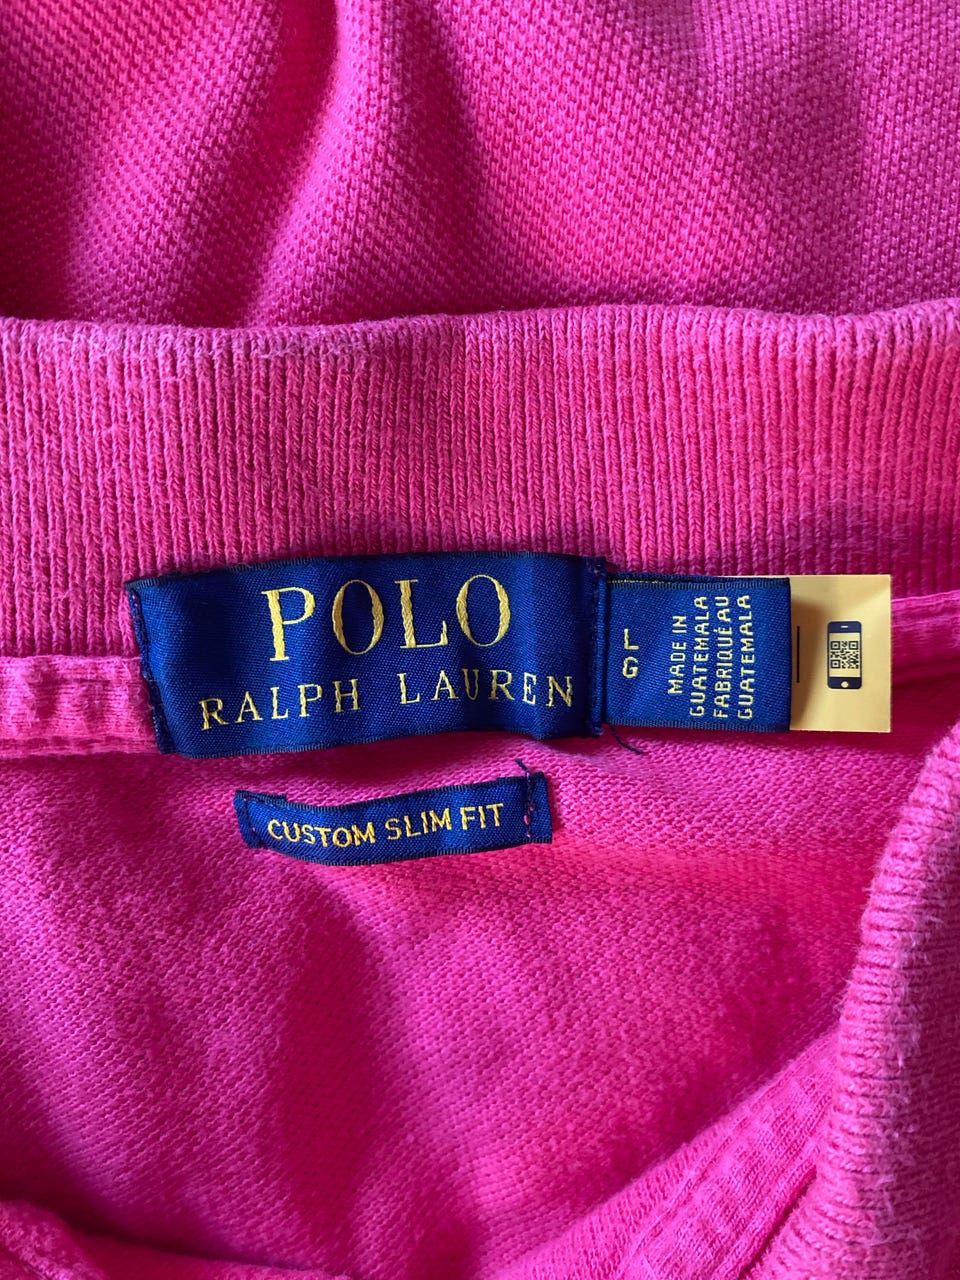 POLO
RALPH LAUREN
L
G
MADE IN
GUATEMALA
FABRIQUÉ AU
GUATEMALA
CUSTOM SLIM FIT